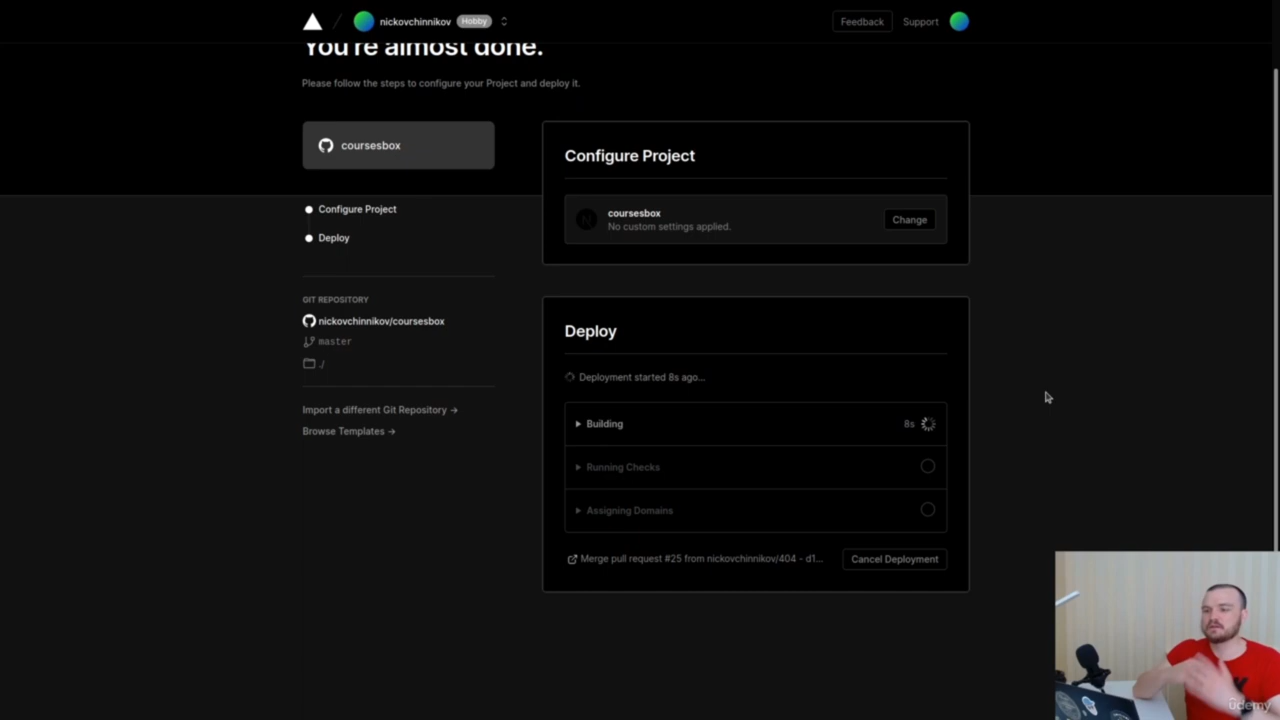 nickovchinnikov Hobby
Feedback
Support
You're almost done.
Please follow the steps to configure your Project and deploy it.
coursesbox
Configure Project
Deploy
GIT REPOSITORY
nickovchinnikov/coursesbox
master
./
Import a different Git Repository →
Browse Templates →
Configure Project
coursesbox
No custom settings applied.
Change
Deploy
Deployment started 8s ago...
Building
8s
Running Checks
Assigning Domains
Merge pull request #25 from nickovchinnikov/404 - d1...
Cancel Deployment
udemy